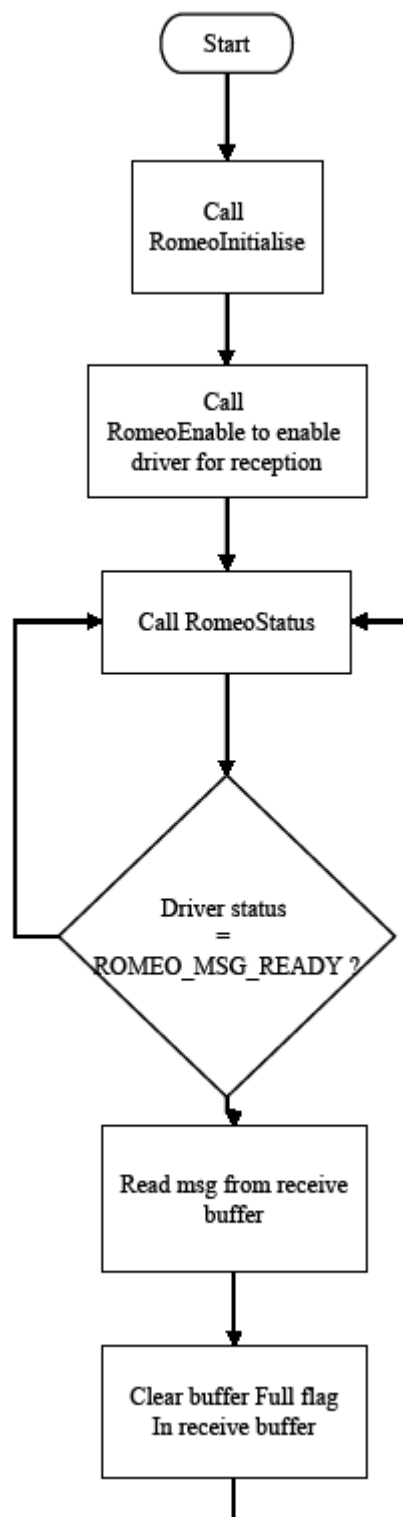 Start
Call
RomeoInitialise
Call
RomeoEnable to enable
driver for reception
Call RomeoStatus
Driver status
=
ROMEO_MSG_READY ?
Read msg from receive
buffer
Clear buffer Full flag
In receive buffer